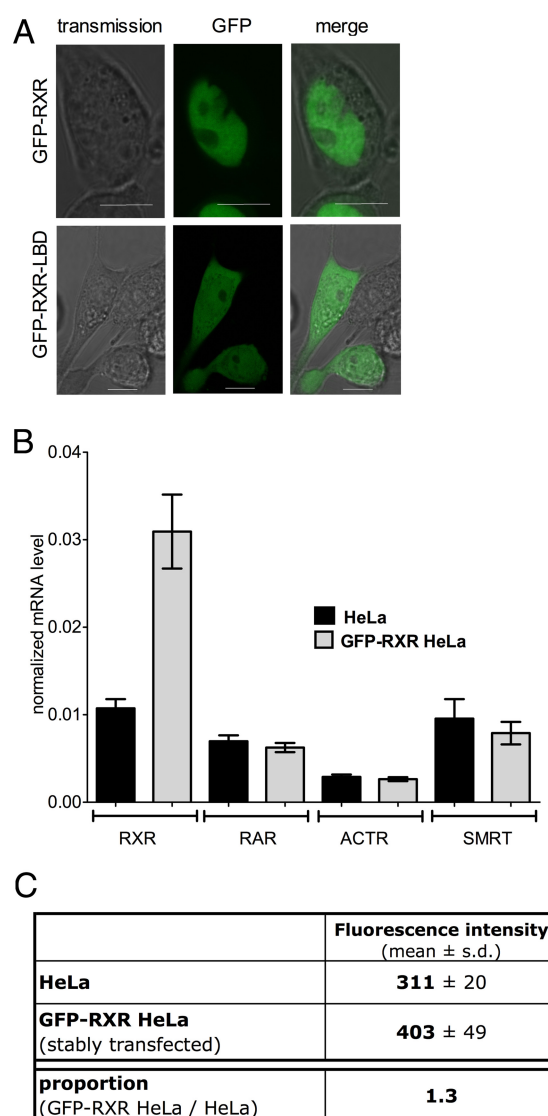 A
transmission GFP merge
GFP-RXR
GFP-RXR-LBD
B
normalized mRNA level
0.04
0.03
0.02
0.01
0.00
HeLa
GFP-RXR HeLa
RXR RAR ACTR SMRT
C
Fluorescence intensity
(mean ± s.d.)
HeLa 311 ± 20
GFP-RXR HeLa
(stably transfected) 403 ± 49
proportion
(GFP-RXR HeLa / HeLa) 1.3